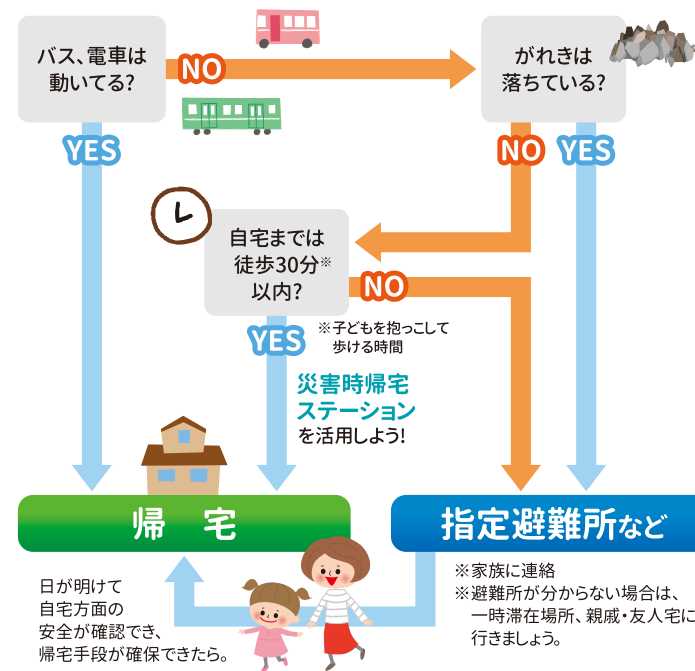 バス、電車は
動いてる?
NO
がれきは
落ちている?
YES
NO
YES
自宅までは
徒歩30分※
以内?
NO
YES
※子どもを抱っこして
歩ける時間
災害時帰宅
ステーション
を活用しよう!
帰 宅
指定避難所など
日が明けて
自宅方面の
安全が確認でき、
帰宅手段が確保できたら。
※家族に連絡
※避難所が分からない場合は、
一時滞在場所、親戚・友人宅に
行きましょう。